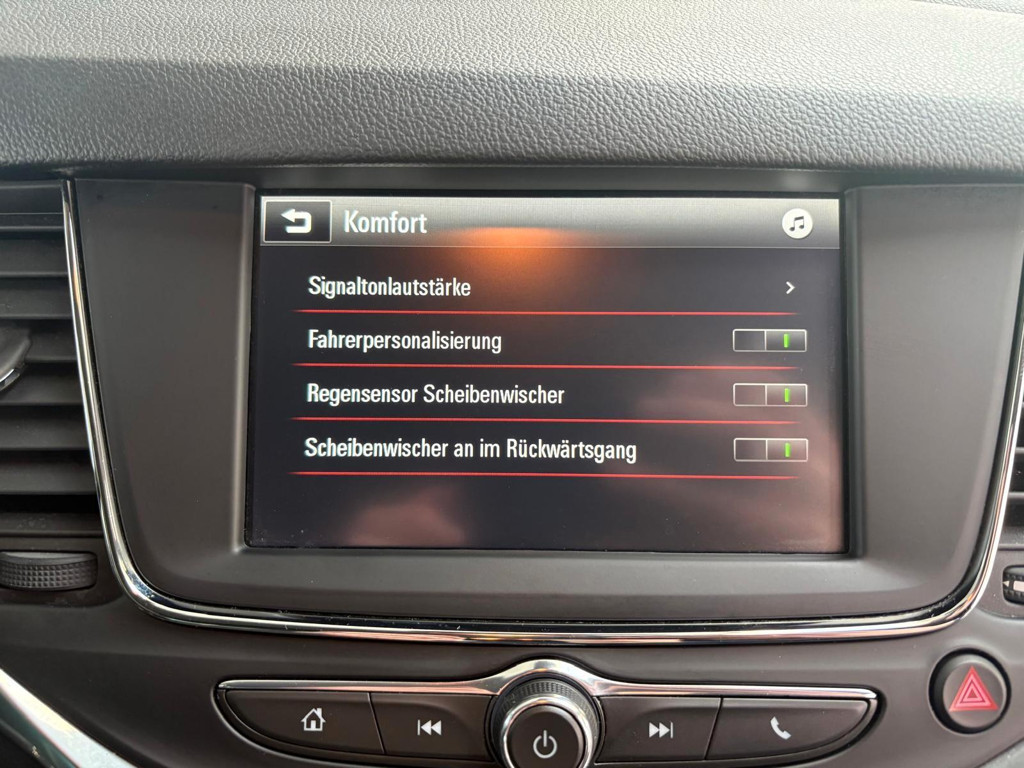 Komfort
Signaltonlautstärke
Fahrerpersonalisierung
Regensensor Scheibenwischer
Scheibenwischer an im Rückwärtsgang